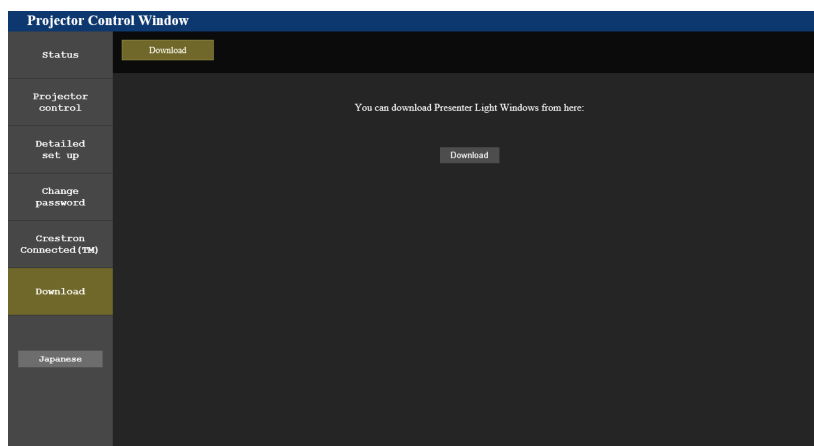 Projector Control Window
Status
Download
Projector
control
You can download Presenter Light Windows from here:
Detailed
set up
Download
Change
password
Crestron
Connected(TM)
Download
Japanese